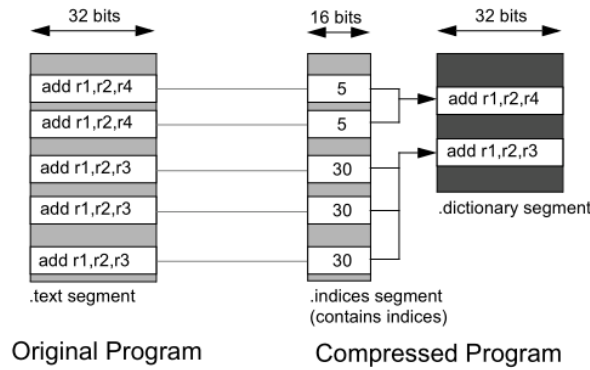 32 bits
16 bits
32 bits
add r1,r2,r4
5
add r1,r2,r4
add r1,r2,r4
5
add r1,r2,r3
30
add r1,r2,r3
add r1,r2,r3
30
.dictionary segment
add r1,r2,r3
30
.text segment
.indices segment
(contains indices)
Original Program
Compressed Program